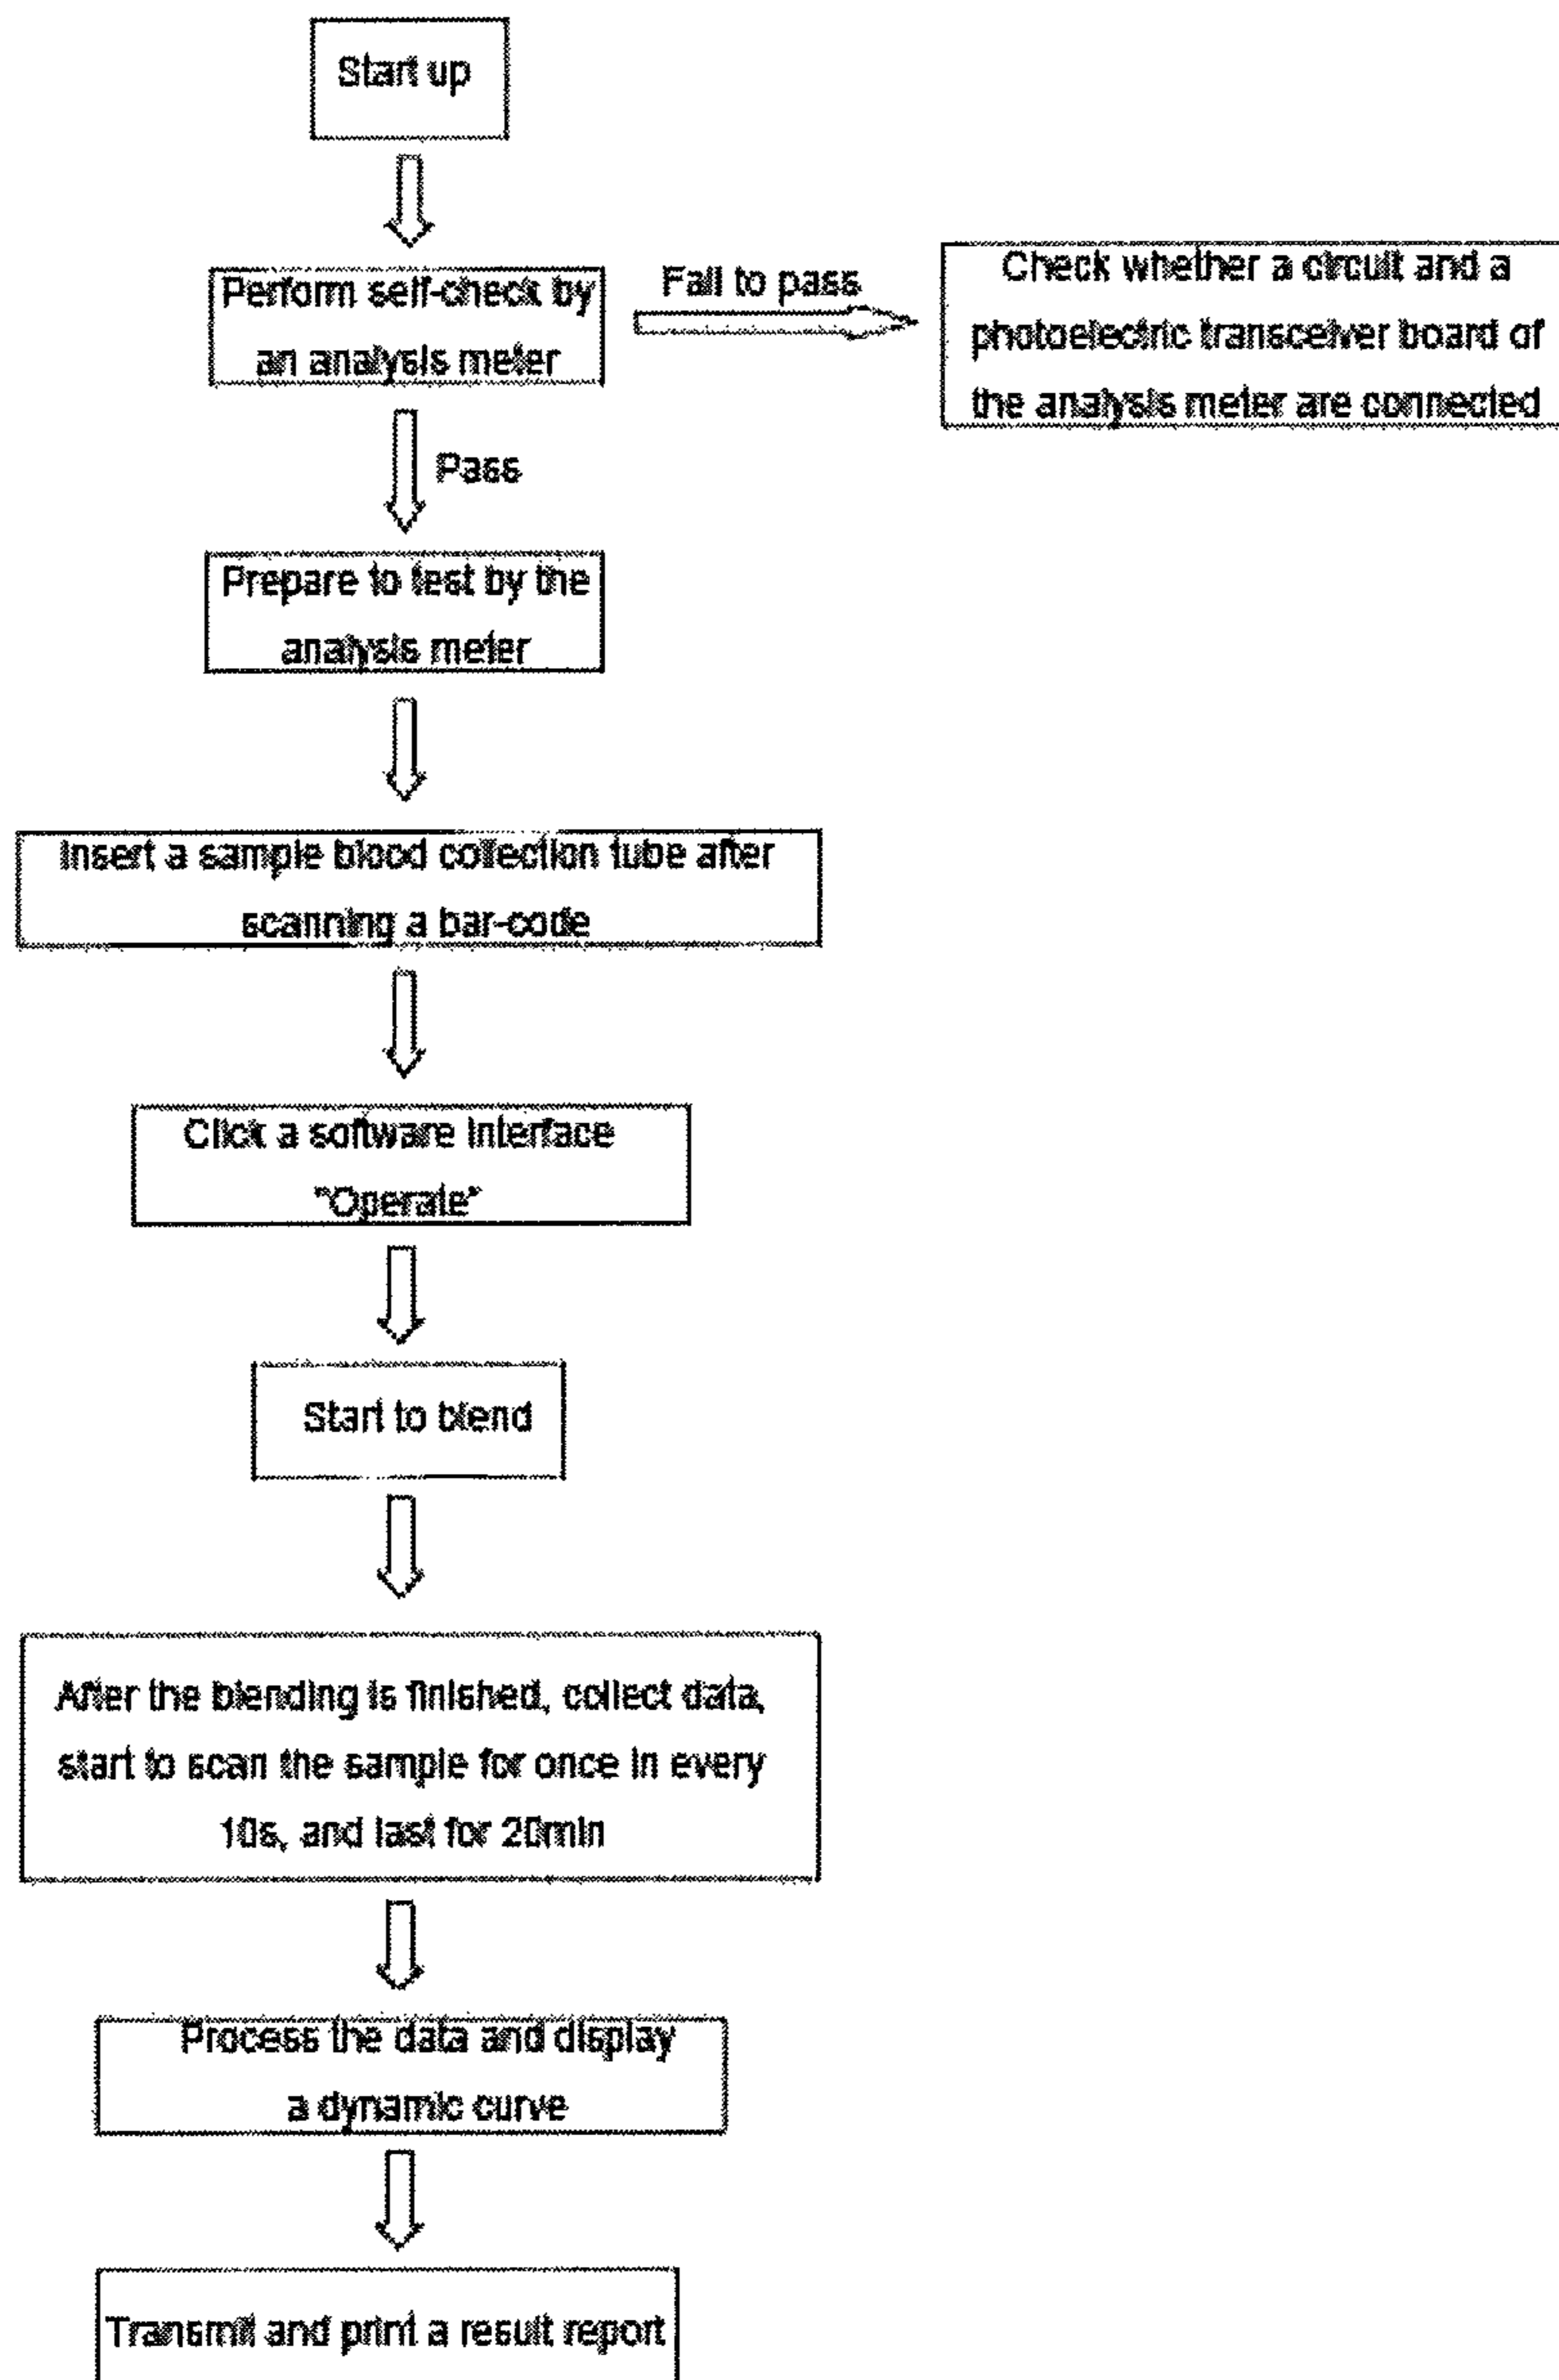 Start up
Perform self-check by
an analysis meter
Fail to pass
Check whether a circuit and a
photoelectric transceiver board of
the analysis meter are connected
Pass
Prepare to test by the
analysis meter
Insert a sample blood collection tube after
scanning a bar-code
Click a software interface
"Operate"
Start to blend
After the blending is finished, collect data,
start to scan the sample for once in every
10s, and last for 20min
Process the data and display
a dynamic curve
Transmit and print a result report